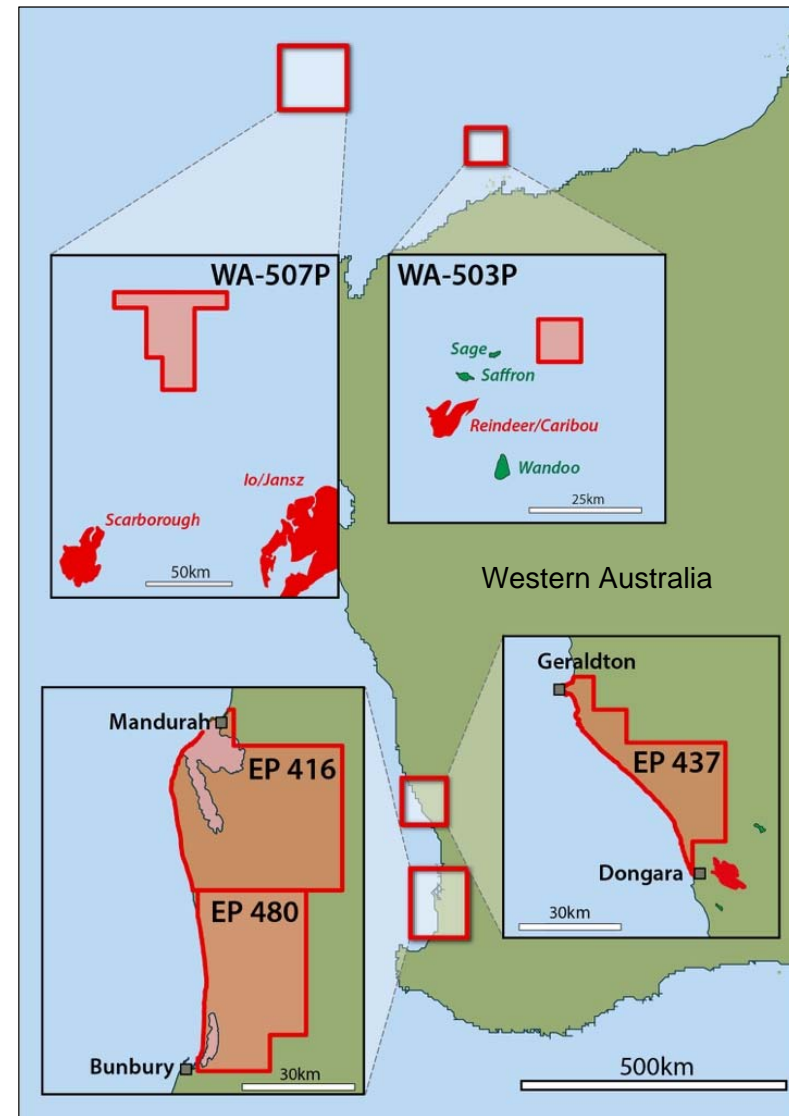 WA-507P
Scarborough
Io/Jansz
50km
WA-503P
Sage
Saffron
Reindeer/Caribou
Wandoo
25km
Western Australia
Mandurah
EP 416
EP 480
Bunbury
30km
Geraldton
EP 437
Dongara
30km
500km